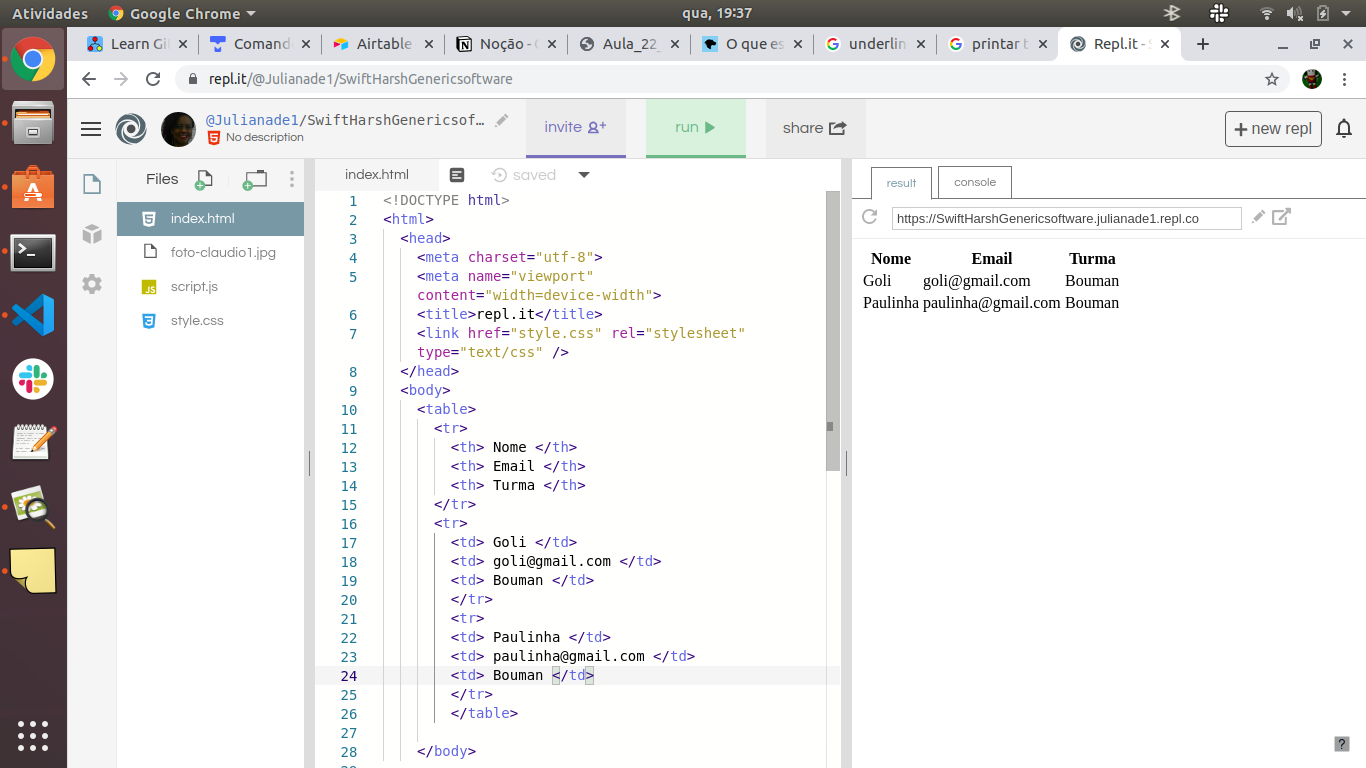 Atividades
Google Chrome
qua, 19:37
Learn Gi
Comand
Airtable
Noção - 
Aula_22_
O que es
underlin
printar t
Repl.it - 
repl.it/@Julianade1/SwiftHarshGenericsoftware
@Julianade1/SwiftHarshGenericsof...
No description
invite
run
share
+ new repl
Files
index.html
foto-claudio1.jpg
script.js
style.css
index.html
saved
1 <!DOCTYPE html>
2 <html>
3 <head>
4 <meta charset="utf-8">
5 <meta name="viewport"
content="width=device-width">
6 <title>repl.it</title>
7 <link href="style.css" rel="stylesheet"
type="text/css" />
8 </head>
9 <body>
10 <table>
11 <tr>
12 <th> Nome </th>
13 <th> Email </th>
14 <th> Turma </th>
15 </tr>
16 <tr>
17 <td> Goli </td>
18 <td> goli@gmail.com </td>
19 <td> Bouman </td>
20 </tr>
21 <tr>
22 <td> Paulinha </td>
23 <td> paulinha@gmail.com </td>
24 <td> Bouman </td>
25 </tr>
26 </table>
27
28 </body>
result
console
https://SwiftHarshGenericsoftware.julianade1.repl.co
Nome Email Turma
Goli goli@gmail.com Bouman
Paulinha paulinha@gmail.com Bouman
?